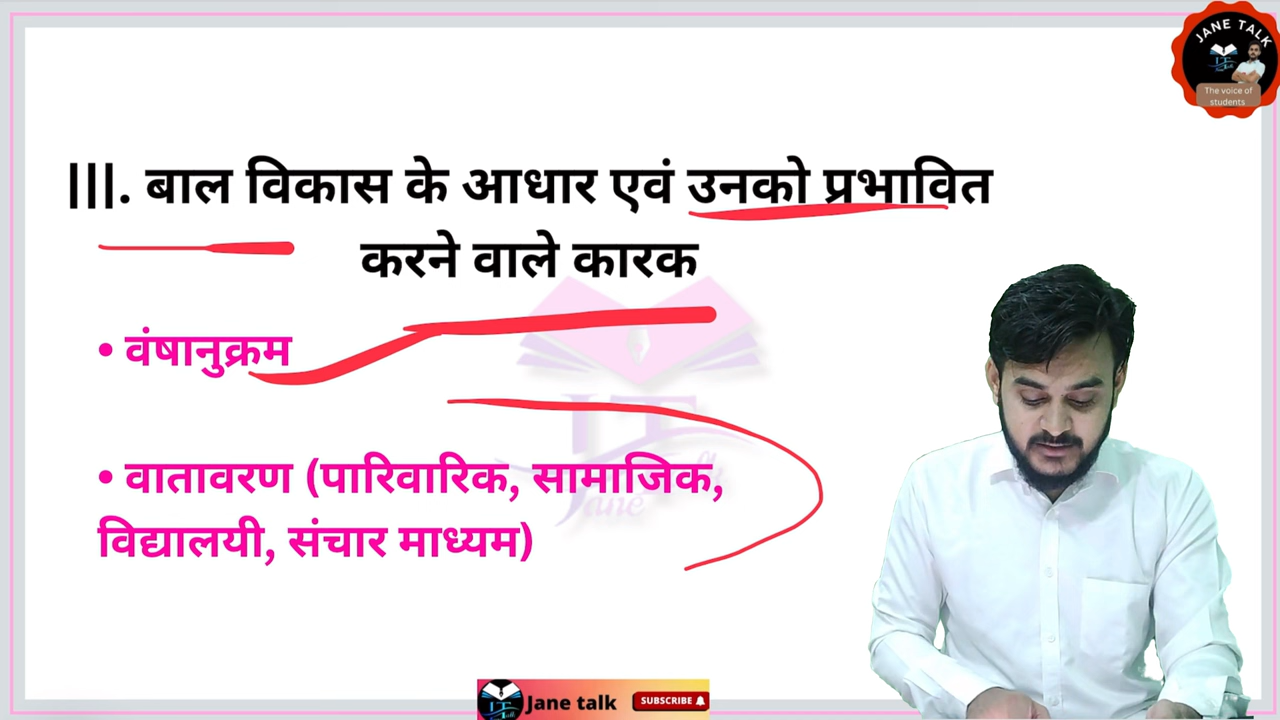 JANE TALK
The voice of
students
|||. बाल विकास के आधार एवं उनको प्रभावित
करने वाले कारक
• वंषानुक्रम
• वातावरण (पारिवारिक, सामाजिक,
विद्यालयी, संचार माध्यम)
Jane talk SUBSCRIBE